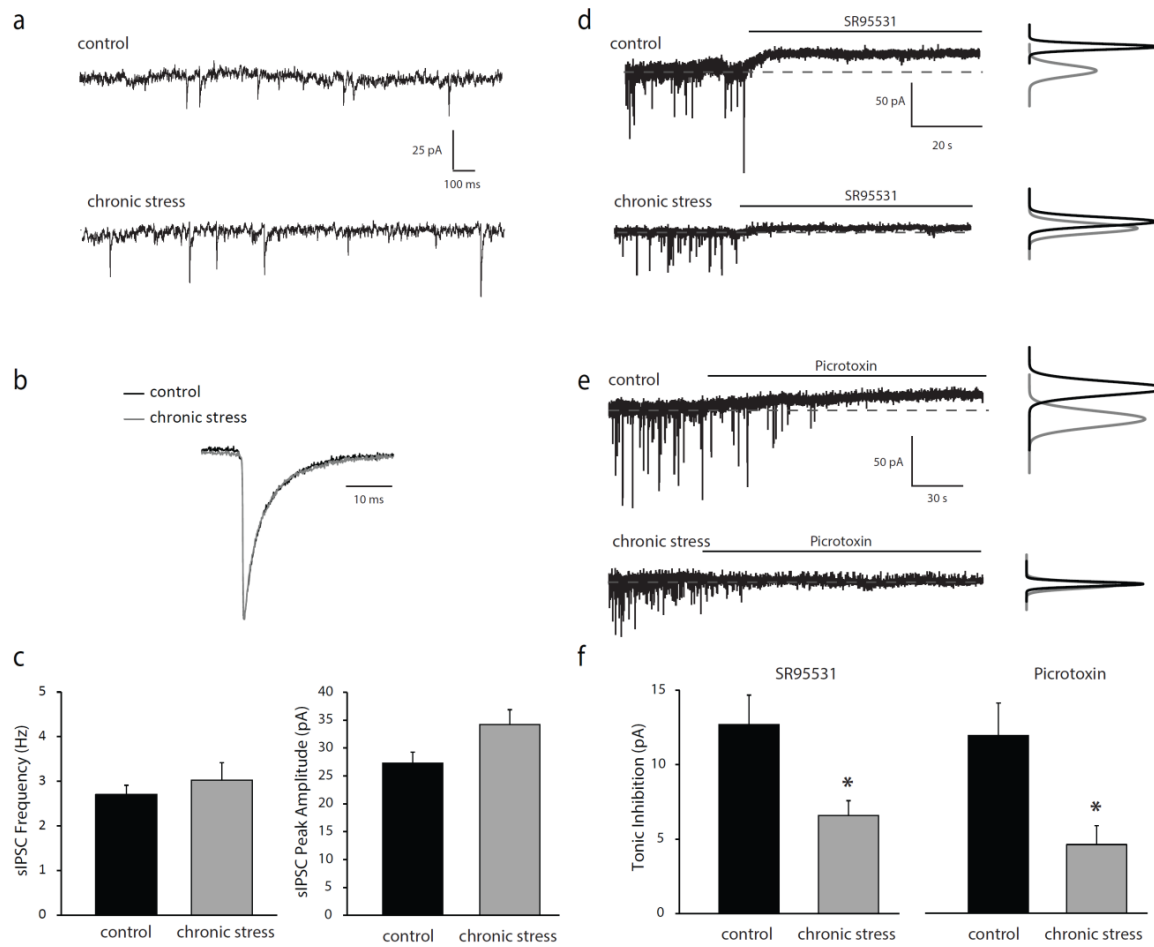 a
control
25 pA
100 ms
chronic stress
b
control
chronic stress
10 ms
c
sIPSC Frequency (Hz)
5
4
3
2
1
0
control
chronic stress
sIPSC Peak Amplitude (pA)
40
35
30
25
20
15
10
5
0
control
chronic stress
d
SR95531
control
50 pA
20 s
chronic stress
SR95531
e
Picrotoxin
control
50 pA
30 s
chronic stress
Picrotoxin
f
SR95531
Picrotoxin
Tonic Inhibition (pA)
15
10
5
0
*
*
control
chronic stress
control
chronic stress